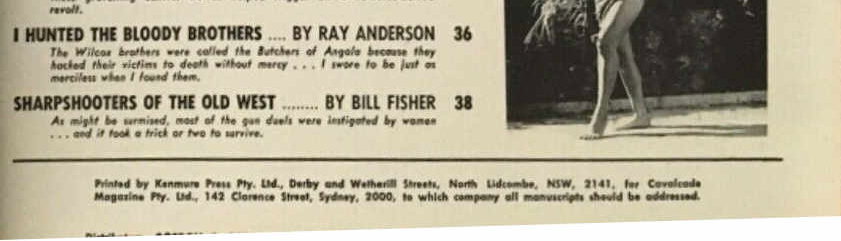 revolt.
I HUNTED THE BLOODY BROTHERS .... BY RAY ANDERSON 36
The Wilcox brothers were called the Butchers of Angola because they
hacked their victims to death without mercy . . . I swore to be just as
merciless when I found them.
SHARPSHOOTERS OF THE OLD WEST ........ BY BILL FISHER 38
As might be surmised, most of the gun duels were instigated by women
. . . and it took a trick or two to survive.
Printed by Kenmure Press Pty. Ltd., Derby and Wetherill Streets, North Lidcombe, NSW, 2141, for Cavalcade
Magazine Pty. Ltd., 142 Clarence Street, Sydney, 2000, to which company all manuscripts should be addressed.